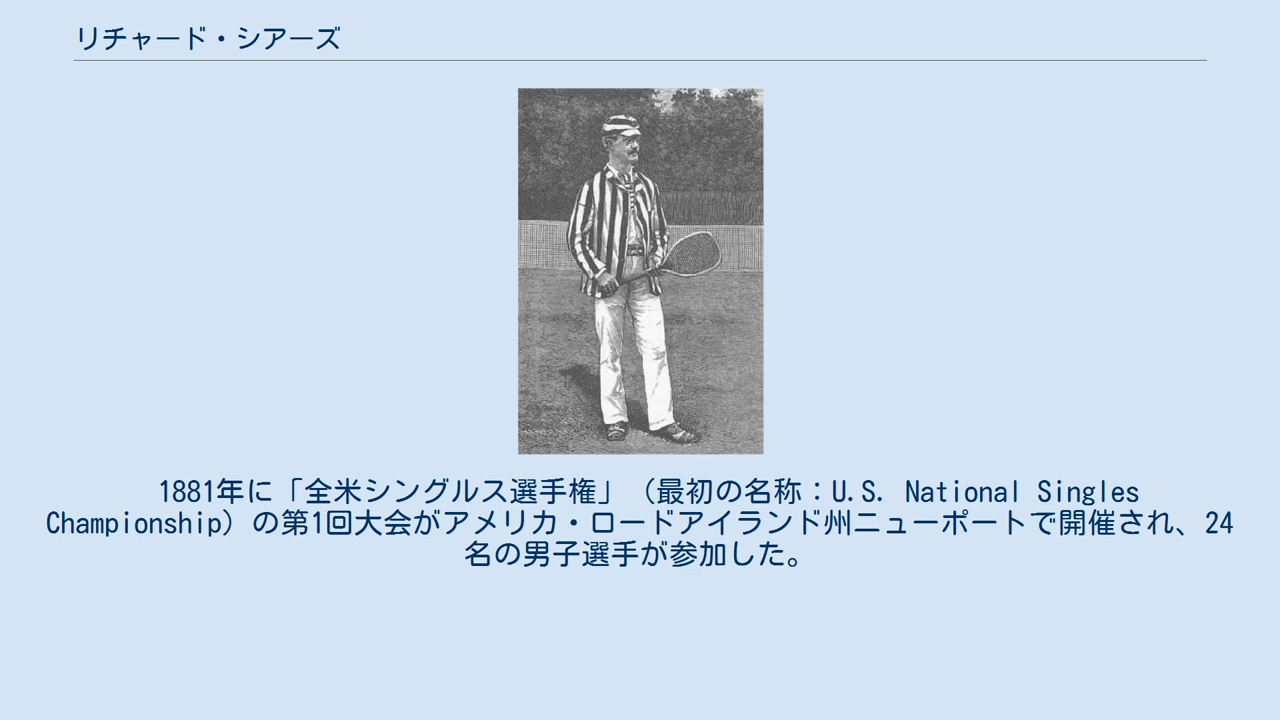 リチャード・シアーズ
1881年に「全米シングルス選手権」（最初の名称：U.S. National Singles
Championship）の第1回大会がアメリカ・ロードアイランド州ニューポートで開催され、24
名の男子選手が参加した。